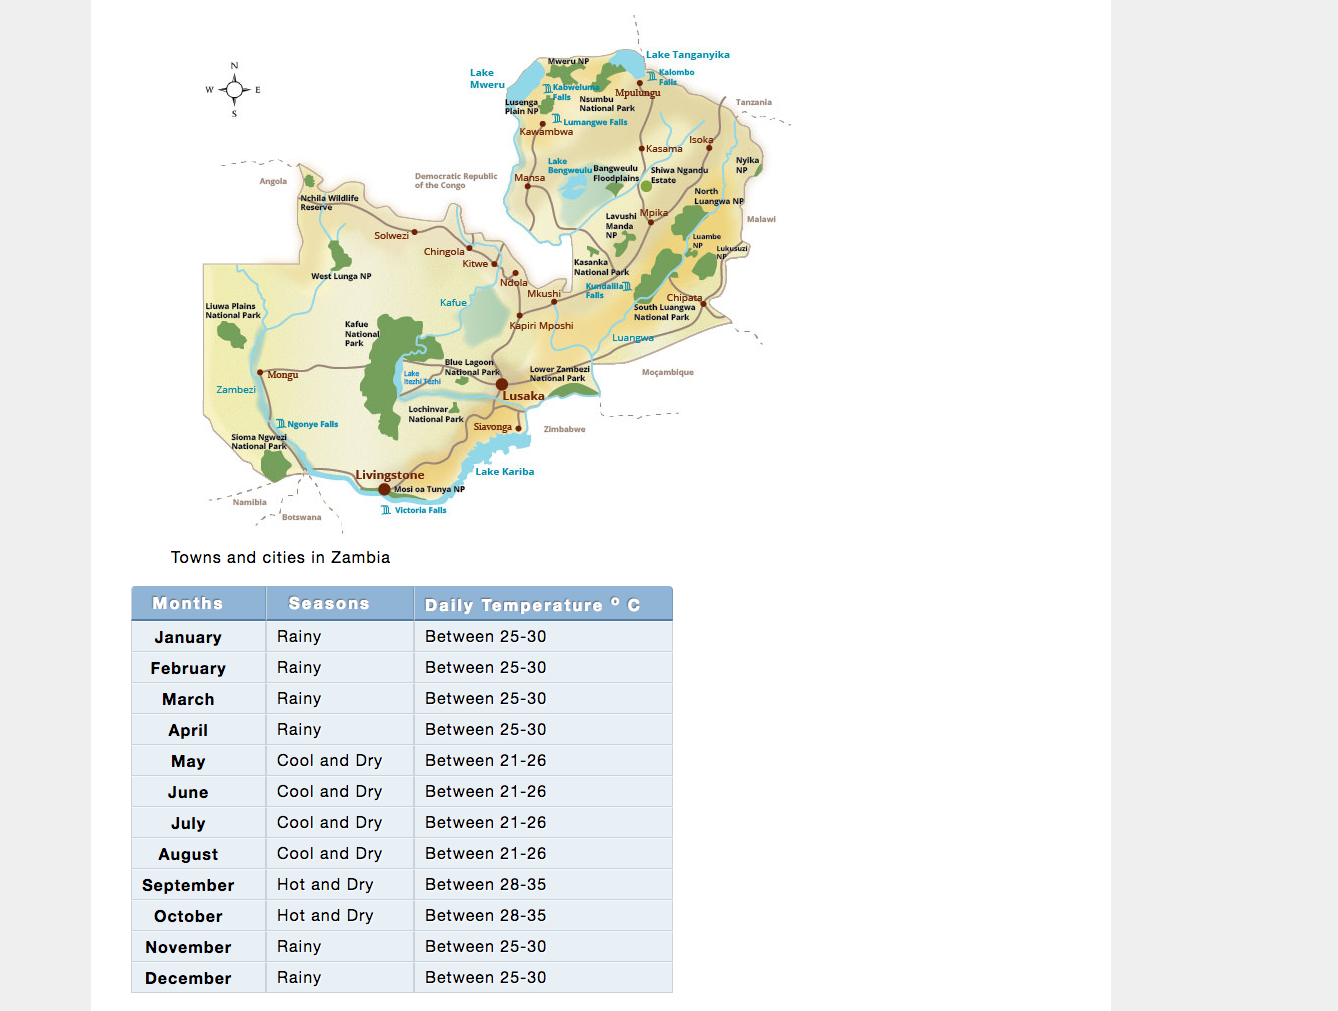 N
W E
S
Lake Tanganyika
Mweru NP
Lake
Mweru
Kalombo
Falls
Kabweluma
Falls
Mpulungu
Nsumbu
National Park
Lusenga
Plain NP
Tanzania
Lumangwe Falls
Kawambwa
Isoka
Kasama
Lake
Bengweulu
Bangweulu
Floodplains
Shiwa Ngandu
Estate
Nyika
NP
Democratic Republic
of the Congo
Angola
Mansa
Nchila Wildlife
Reserve
North
Luangwa NP
Lavushi
Manda
NP
Mpika
Malawi
Solwezi
Luambe
NP
Lukusuzi
NP
Chingola
Kitwe
Kasanka
National Park
West Lunga NP
Ndola
Kundalila
Falls
Mkushi
Chipata
Kafue
Liuwa Plains
National Park
South Luangwa
National Park
Kapiri Mposhi
Kafue
National
Park
Luangwa
Blue Lagoon
National Park
Lower Zambezi
National Park
Moçambique
Mongu
Lake
Itezhi Tezhi
Zambezi
Lusaka
Lochinvar
National Park
Ngonye Falls
Siavonga
Zimbabwe
Sioma Ngwezi
National Park
Lake Kariba
Livingstone
Mosi oa Tunya NP
Namibia
Victoria Falls
Botswana
Towns and cities in Zambia
Months Seasons Daily Temperature º C
January Rainy Between 25-30
February Rainy Between 25-30
March Rainy Between 25-30
April Rainy Between 25-30
May Cool and Dry Between 21-26
June Cool and Dry Between 21-26
July Cool and Dry Between 21-26
August Cool and Dry Between 21-26
September Hot and Dry Between 28-35
October Hot and Dry Between 28-35
November Rainy Between 25-30
December Rainy Between 25-30